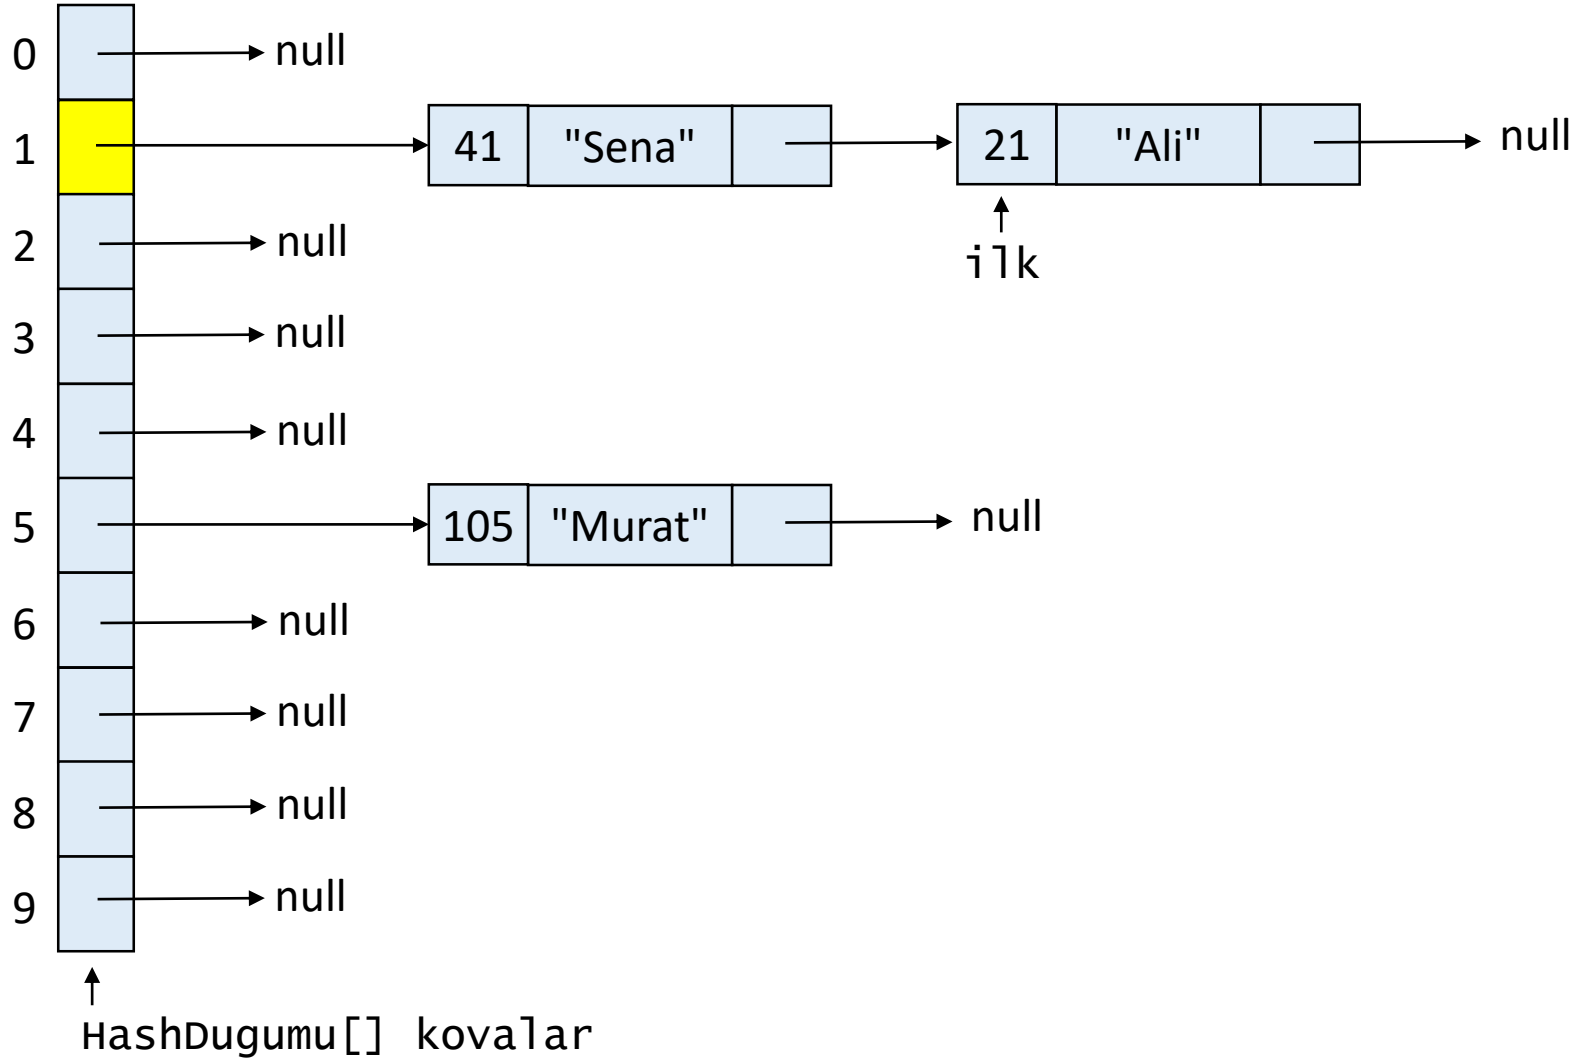 0 null
1 41 "Sena" 21 "Ali" null
ilk
2 null
3 null
4 null
5 105 "Murat" null
6 null
7 null
8 null
9 null
HashDugumu[] kovalar